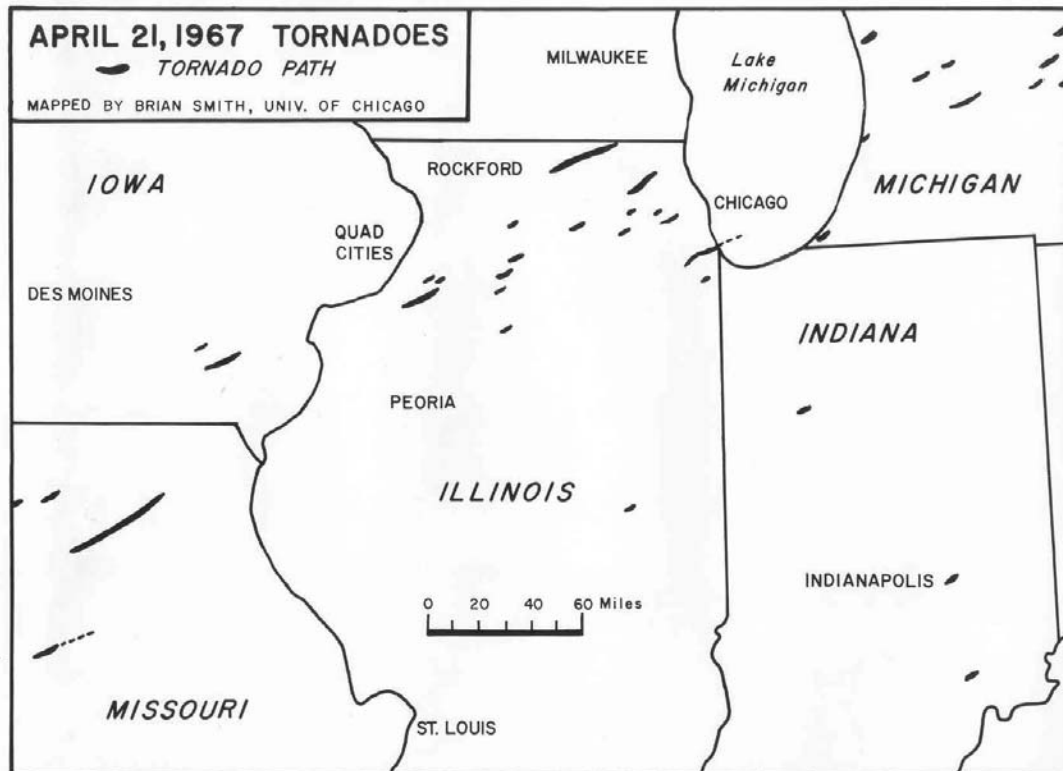 APRIL 21, 1967 TORNADOES
TORNADO PATH
MAPPED BY BRIAN SMITH, UNIV. OF CHICAGO
MILWAUKEE
Lake
Michigan
IOWA
ROCKFORD
MICHIGAN
CHICAGO
QUAD
CITIES
DES MOINES
INDIANA
PEORIA
ILLINOIS
INDIANAPOLIS
0 20 40 60 Miles
MISSOURI
ST. LOUIS